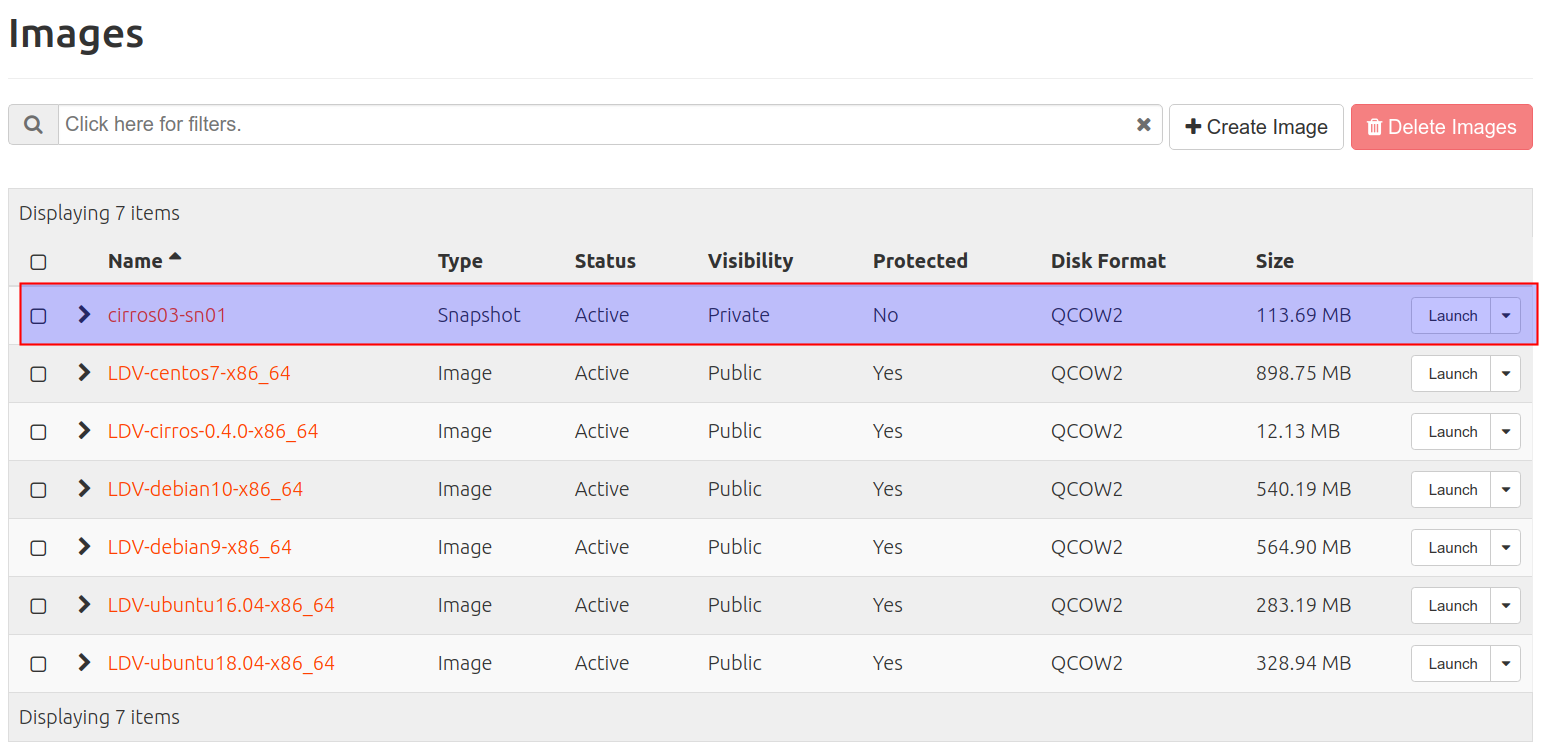 Images
Click here for filters.
Create Image
Delete Images
Displaying 7 items
Name Type Status Visibility Protected Disk Format Size
cirros03-sn01 Snapshot Active Private No QCOW2 113.69 MB Launch
LDV-centos7-x86_64 Image Active Public Yes QCOW2 898.75 MB Launch
LDV-cirros-0.4.0-x86_64 Image Active Public Yes QCOW2 12.13 MB Launch
LDV-debian10-x86_64 Image Active Public Yes QCOW2 540.19 MB Launch
LDV-debian9-x86_64 Image Active Public Yes QCOW2 564.90 MB Launch
LDV-ubuntu16.04-x86_64 Image Active Public Yes QCOW2 283.19 MB Launch
LDV-ubuntu18.04-x86_64 Image Active Public Yes QCOW2 328.94 MB Launch
Displaying 7 items